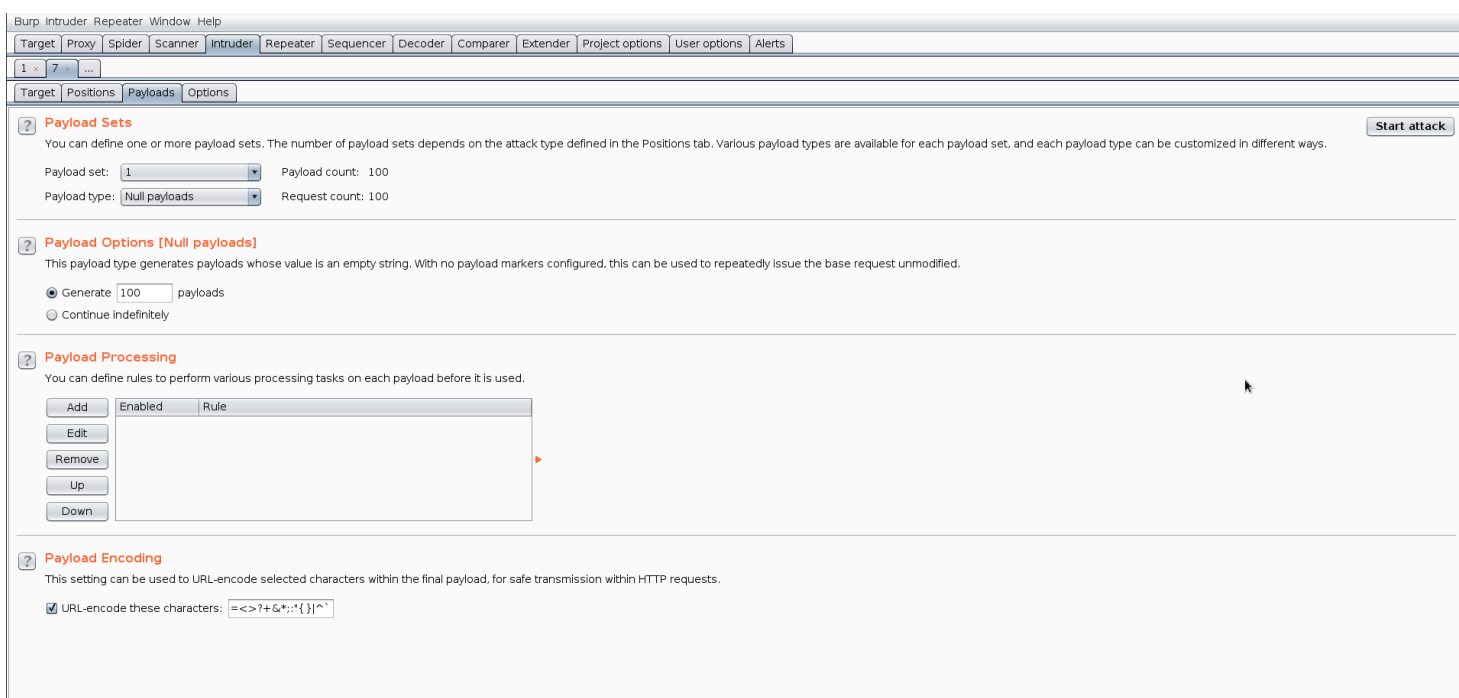 Burp Intruder Repeater Window Help
Target Proxy Spider Scanner Intruder Repeater Sequencer Decoder Comparer Extender Project options User options Alerts
1 × 7 × ...
Target Positions Payloads Options
? Payload Sets
Start attack
You can define one or more payload sets. The number of payload sets depends on the attack type defined in the Positions tab. Various payload types are available for each payload set, and each payload type can be customized in different ways.
Payload set: 1 Payload count: 100
Payload type: Null payloads Request count: 100
? Payload Options [Null payloads]
This payload type generates payloads whose value is an empty string. With no payload markers configured, this can be used to repeatedly issue the base request unmodified.
Generate 100 payloads
Continue indefinitely
? Payload Processing
You can define rules to perform various processing tasks on each payload before it is used.
Add Enabled Rule
Edit
Remove
Up
Down
? Payload Encoding
This setting can be used to URL-encode selected characters within the final payload, for safe transmission within HTTP requests.
URL-encode these characters: =<>?+&*;:"{}|^`